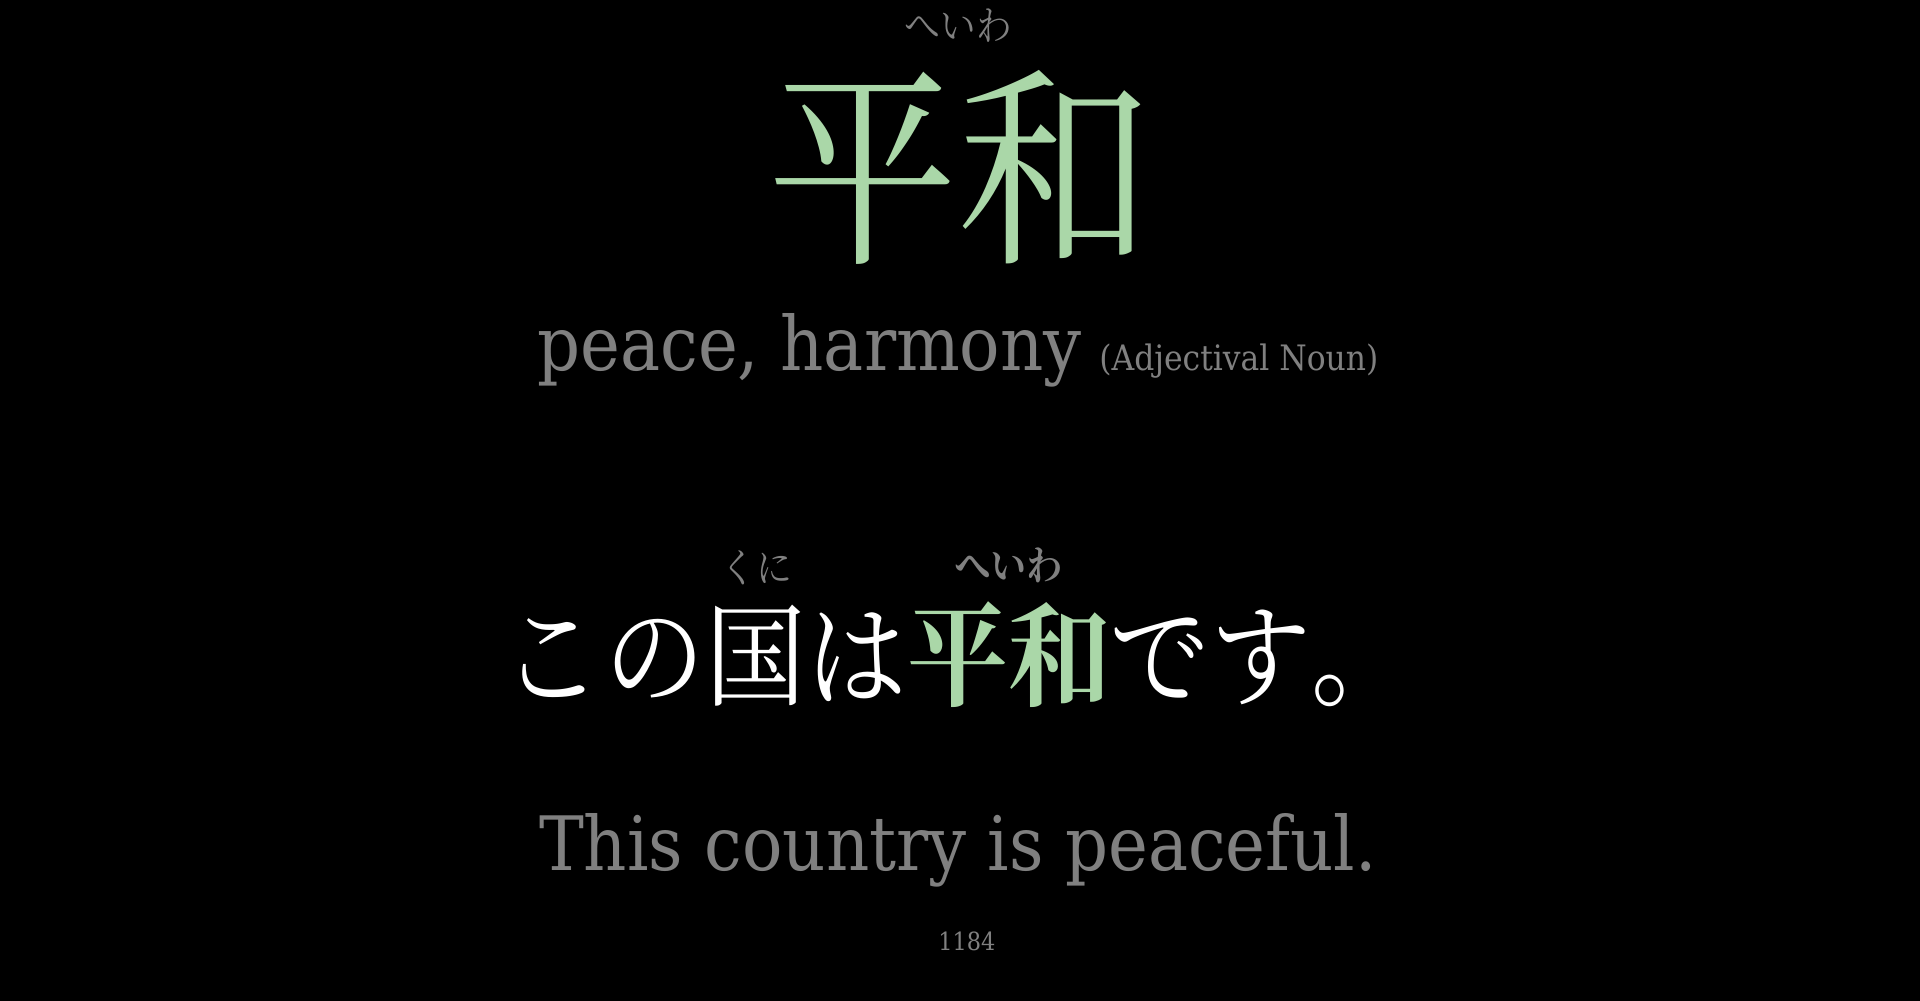 へいわ
平和
peace, harmony (Adjectival Noun)
くに へいわ
この国は平和です。
This country is peaceful.
1184